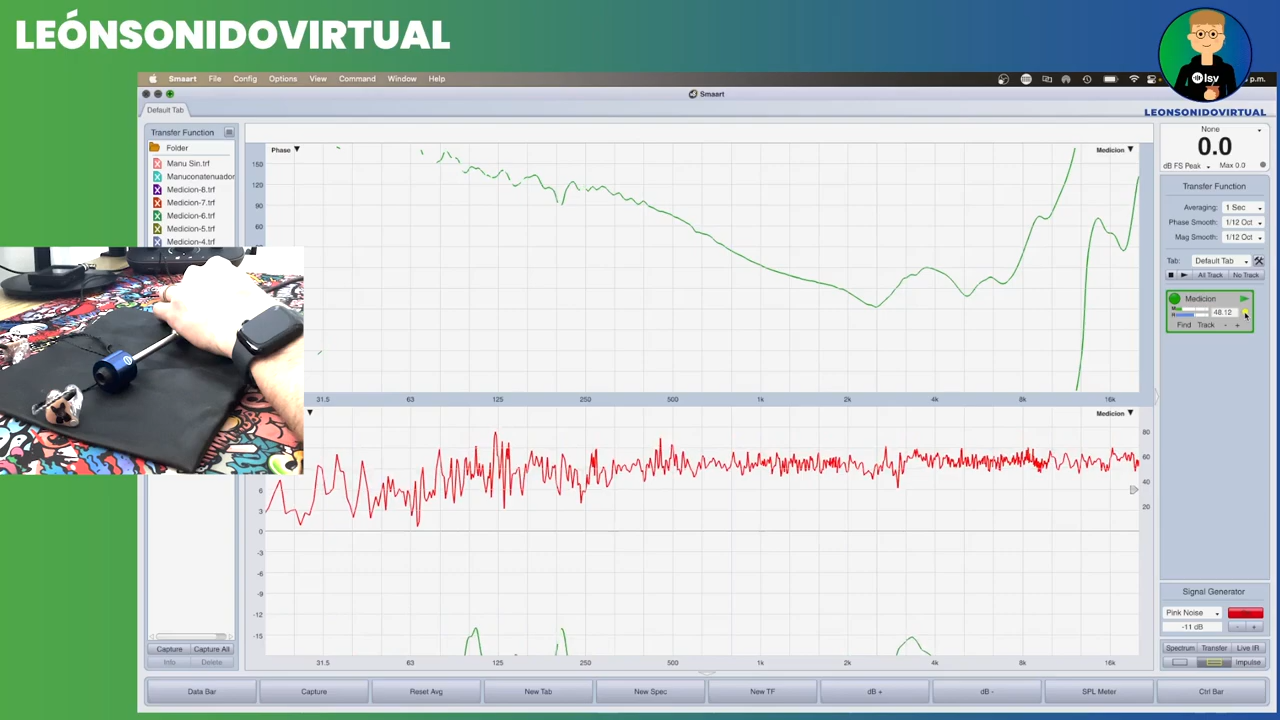 LEÓNSONIDOVIRTUAL
lsv
LEONSONIDOVIRTUAL
Smaart File Config Options View Command Window Help
p.m.
Smaart
Default Tab
Transfer Function
Folder
Manu Sin.trf
Manuconatenuador
Medicion-8.trf
Medicion-7.trf
Medicion-6.trf
Medicion-5.trf
Medicion-4.trf
Capture Capture All
Info Delete
Phase Medicion
150
120
90
60
31.5 63 125 250 500 1k 2k 4k 8k 16k
Medicion
80
60
40
20
6
3
0
-3
-6
-9
-12
-15
31.5 63 125 250 500 1k 2k 4k 8k 16k
None
0.0
dB FS Peak Max 0.0
Transfer Function
Averaging: 1 Sec
Phase Smooth: 1/12 Oct
Mag Smooth: 1/12 Oct
Tab: Default Tab
All Track No Track
Medicion
M
R
48.12
Find Track - +
Signal Generator
Pink Noise
-11 dB - +
Spectrum Transfer Live IR
Impulse
Data Bar Capture Reset Avg New Tab New Spec New TF dB + dB - SPL Meter Ctrl Bar